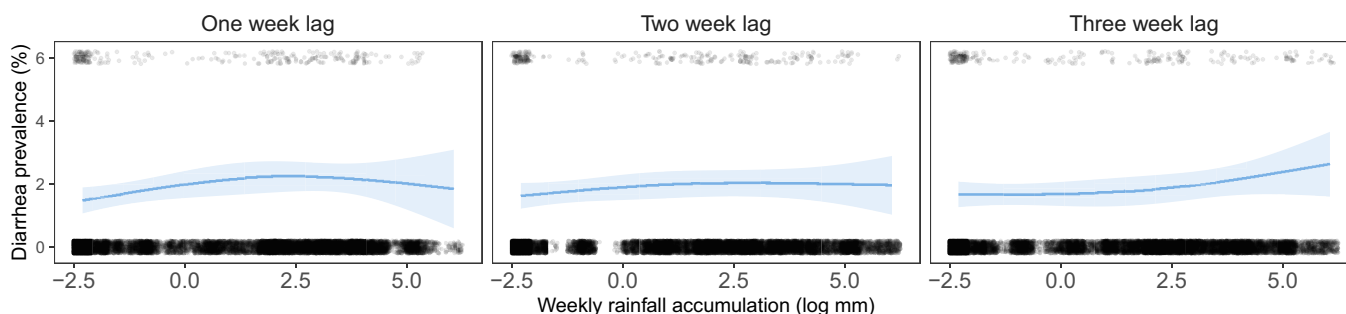 One week lag
Two week lag
Three week lag
Diarrhea prevalence (%)
6
4
2
0
−2.5 0.0 2.5 5.0
−2.5 0.0 2.5 5.0
−2.5 0.0 2.5 5.0
Weekly rainfall accumulation (log mm)